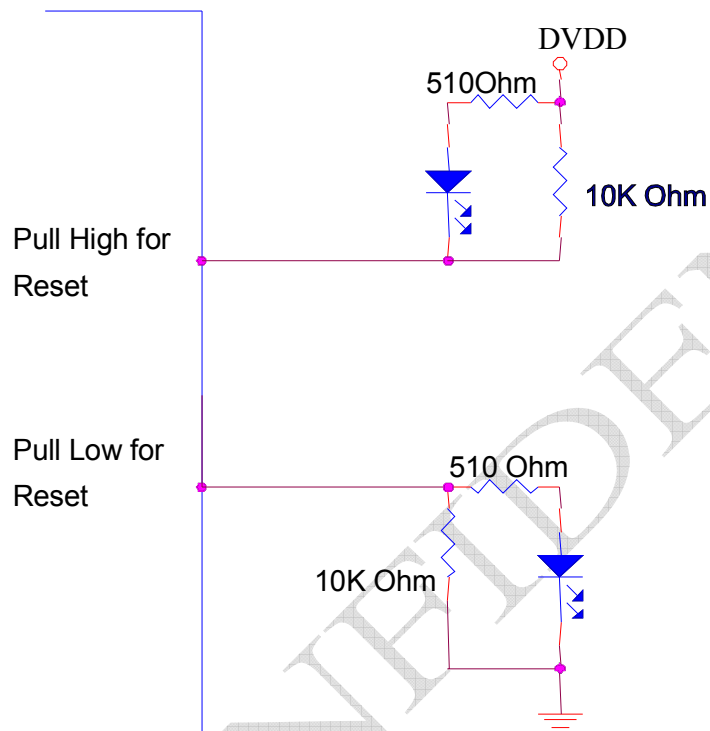 DVDD
510Ohm
10K Ohm
Pull High for
Reset
Pull Low for
Reset
510 Ohm
10K Ohm